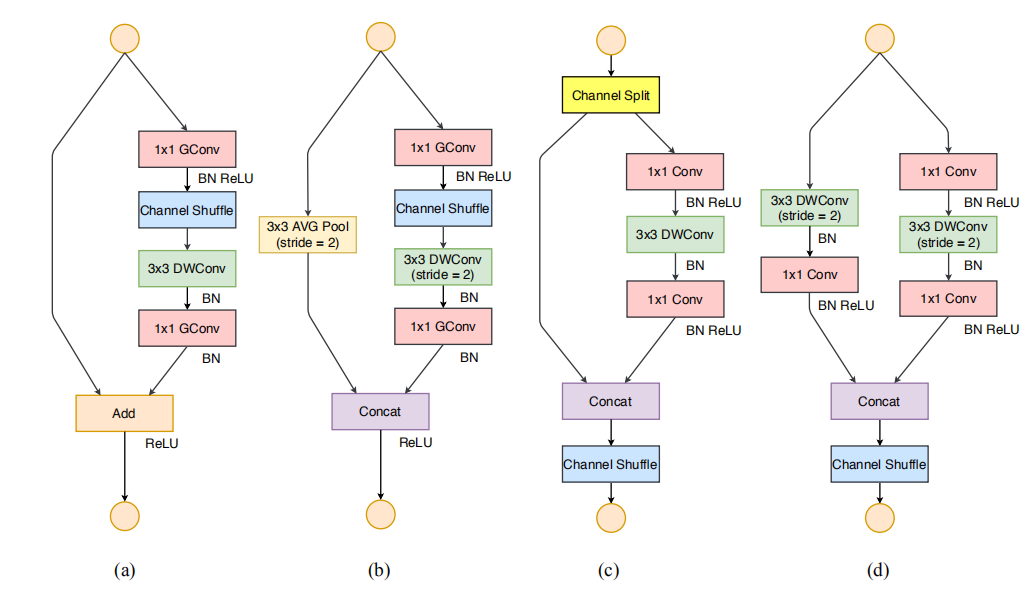 1x1 GConv
BN ReLU
Channel Shuffle
3x3 DWConv
BN
1x1 GConv
BN
Add
ReLU
(a)
1x1 GConv
BN ReLU
Channel Shuffle
3x3 AVG Pool
(stride = 2)
3x3 DWConv
(stride = 2)
BN
1x1 GConv
BN
Concat
ReLU
(b)
Channel Split
1x1 Conv
BN ReLU
3x3 DWConv
BN
1x1 Conv
BN ReLU
Concat
Channel Shuffle
(c)
3x3 DWConv
(stride = 2)
BN
1x1 Conv
BN ReLU
1x1 Conv
BN ReLU
3x3 DWConv
(stride = 2)
BN
1x1 Conv
BN ReLU
Concat
Channel Shuffle
(d)